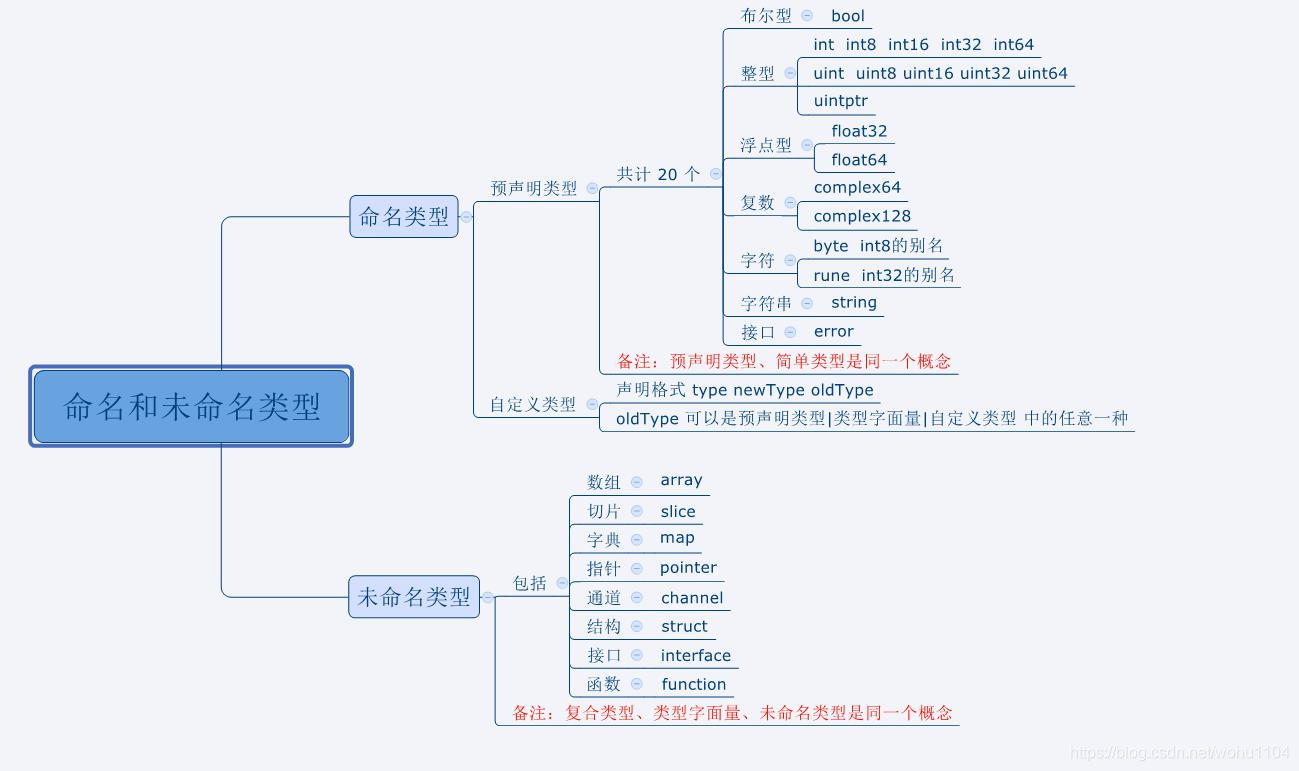 命名和未命名类型
命名类型
预声明类型
共计 20 个
布尔型 bool
整型
int int8 int16 int32 int64
uint uint8 uint16 uint32 uint64
uintptr
浮点型
float32
float64
复数
complex64
complex128
字符
byte int8的别名
rune int32的别名
字符串 string
接口 error
备注：预声明类型、简单类型是同一个概念
自定义类型
声明格式 type newType oldType
oldType 可以是预声明类型|类型字面量|自定义类型 中的任意一种
未命名类型
包括
数组 array
切片 slice
字典 map
指针 pointer
通道 channel
结构 struct
接口 interface
函数 function
备注：复合类型、类型字面量、未命名类型是同一个概念
https://blog.csdn.net/wohu1104